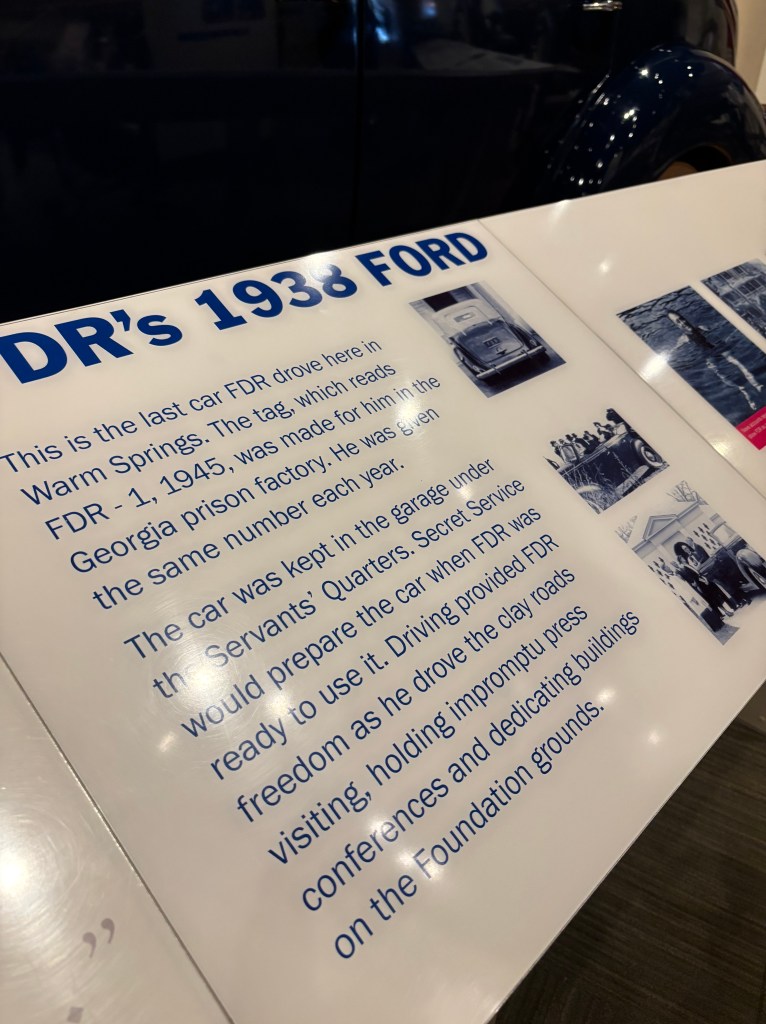 DR's 1938 FORD
This is the last car FDR drove here in
Warm Springs. The tag, which reads
FDR - 1, 1945, was made for him in the
Georgia prison factory. He was given
the same number each year.
The car was kept in the garage under
the Servants' Quarters. Secret Service
would prepare the car when FDR was
ready to use it. Driving provided FDR
freedom as he drove the clay roads
visiting, holding impromptu press
conferences and dedicating buildings
on the Foundation grounds.
”